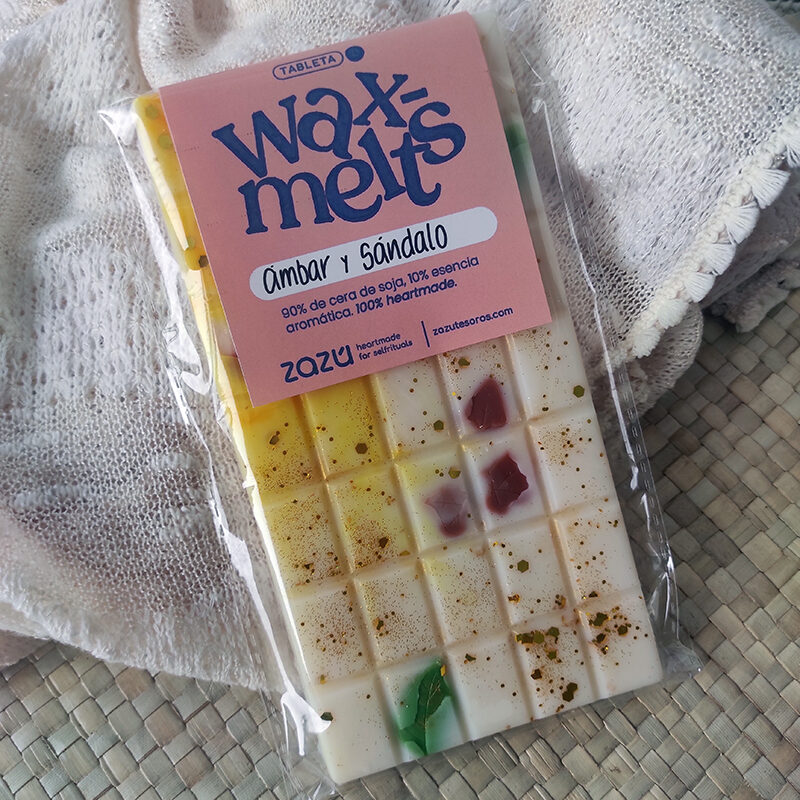 TABLETA
wax-
melts
Ámbar y Sándalo
90% de cera de soja, 10% esencia
aromática. 100% heartmade.
zazú
heartmade
for selfrituals
zazutesoros.com